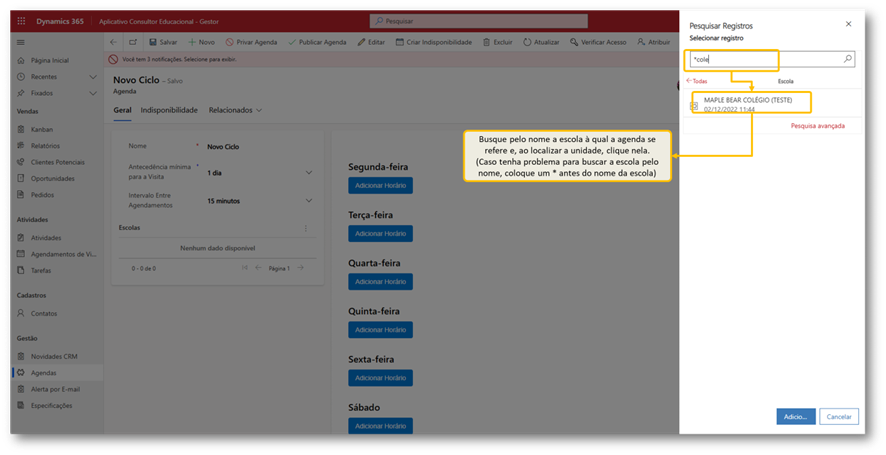 Dynamics 365
Aplicativo Consultor Educacional - Gestor
Pesquisar
Salvar
Novo
Privar Agenda
Publicar Agenda
Editar
Criar Indisponibilidade
Excluir
Atualizar
Verificar Acesso
Atribuir
Você tem 3 notificações. Selecione para exibir.
Página Inicial
Recentes
Fixados
Vendas
Kanban
Relatórios
Clientes Potenciais
Oportunidades
Pedidos
Atividades
Atividades
Agendamentos de Vi...
Tarefas
Cadastros
Contatos
Gestão
Novidades CRM
Agendas
Alerta por E-mail
Especificações
Novo Ciclo - Salvo
Agenda
Geral Indisponibilidade Relacionados
Nome * Novo Ciclo
Antecedência mínima * 1 dia
para a Visita
Intervalo Entre 15 minutos
Agendamentos
Escolas
Nenhum dado disponível
0 - 0 de 0
Página 1
Segunda-feira
Adicionar Horário
Terça-feira
Adicionar Horário
Quarta-feira
Adicionar Horário
Quinta-feira
Adicionar Horário
Sexta-feira
Adicionar Horário
Sábado
Adicionar Horário
Busque pelo nome a escola à qual a agenda se
refere e, ao localizar a unidade, clique nela.
(Caso tenha problema para buscar a escola pelo
nome, coloque um * antes do nome da escola)
Pesquisar Registros
Selecionar registro
*cole
Todas Escola
MAPLE BEAR COLÉGIO (TESTE)
02/12/2022 11:44
Pesquisa avançada
Adicio... Cancelar